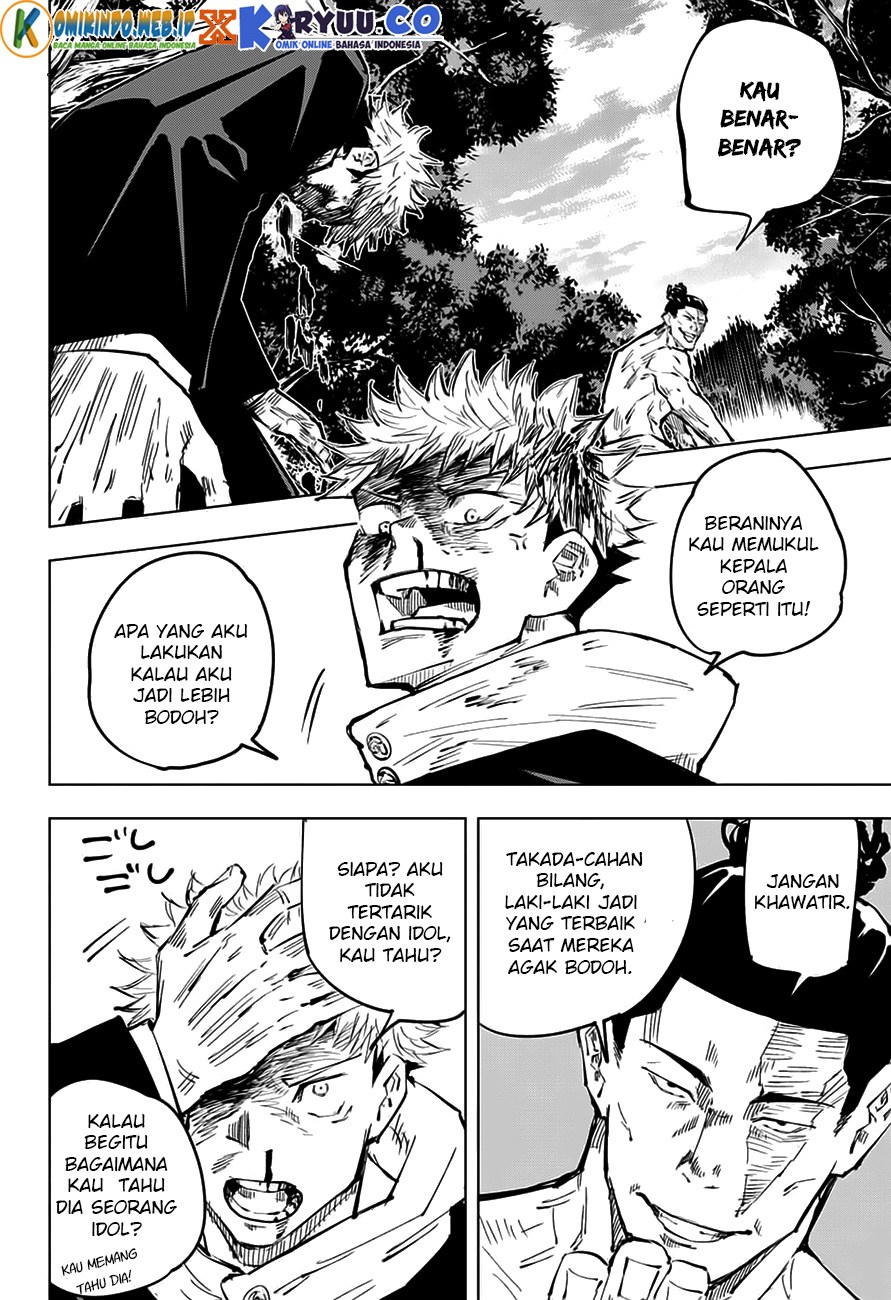 KOMIKINDO.WEB.ID
BACA MANGA ONLINE BAHASA INDONESIA
X
KIRYUU.CO
KOMIK ONLINE BAHASA INDONESIA
KAU
BENAR-
BENAR?
BERANINYA
KAU MEMUKUL
KEPALA
ORANG
SEPERTI ITU!
APA YANG AKU
LAKUKAN
KALAU AKU
JADI LEBIH
BODOH?
JANGAN
KHAWATIR.
TAKADA-CAHAN
BILANG,
LAKI-LAKI JADI
YANG TERBAIK
SAAT MEREKA
AGAK BODOH.
SIAPA? AKU
TIDAK
TERTARIK
DENGAN IDOL,
KAU TAHU?
KALAU
BEGITU
BAGAIMANA
KAU TAHU
DIA SEORANG
IDOL?
KAU MEMANG
TAHU DIA!